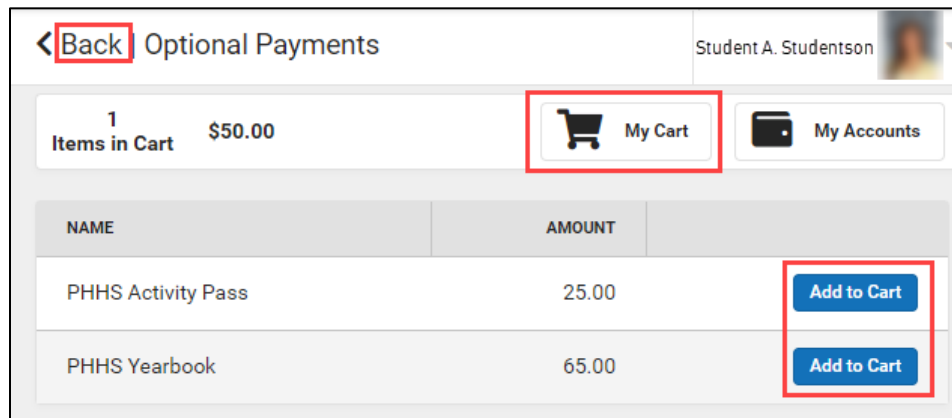 Back | Optional Payments
Student A. Studentson
1
Items in Cart
$50.00
My Cart
My Accounts
NAME AMOUNT
PHHS Activity Pass 25.00 Add to Cart
PHHS Yearbook 65.00 Add to Cart